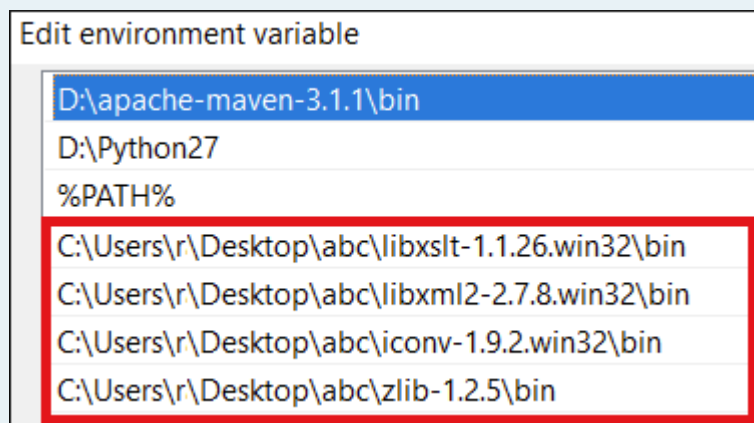 Edit environment variable
D:\apache-maven-3.1.1\bin
D:\Python27
%PATH%
C:\Users\r\Desktop\abc\libxslt-1.1.26.win32\bin
C:\Users\r\Desktop\abc\libxml2-2.7.8.win32\bin
C:\Users\r\Desktop\abc\iconv-1.9.2.win32\bin
C:\Users\r\Desktop\abc\zlib-1.2.5\bin